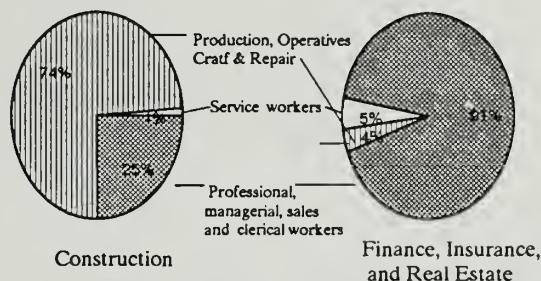 Production, Operatives
Cratf & Repair
74%
Service workers
1%
5%
91%
4%
25%
Professional,
managerial, sales
and clerical workers
Construction
Finance, Insurance,
and Real Estate